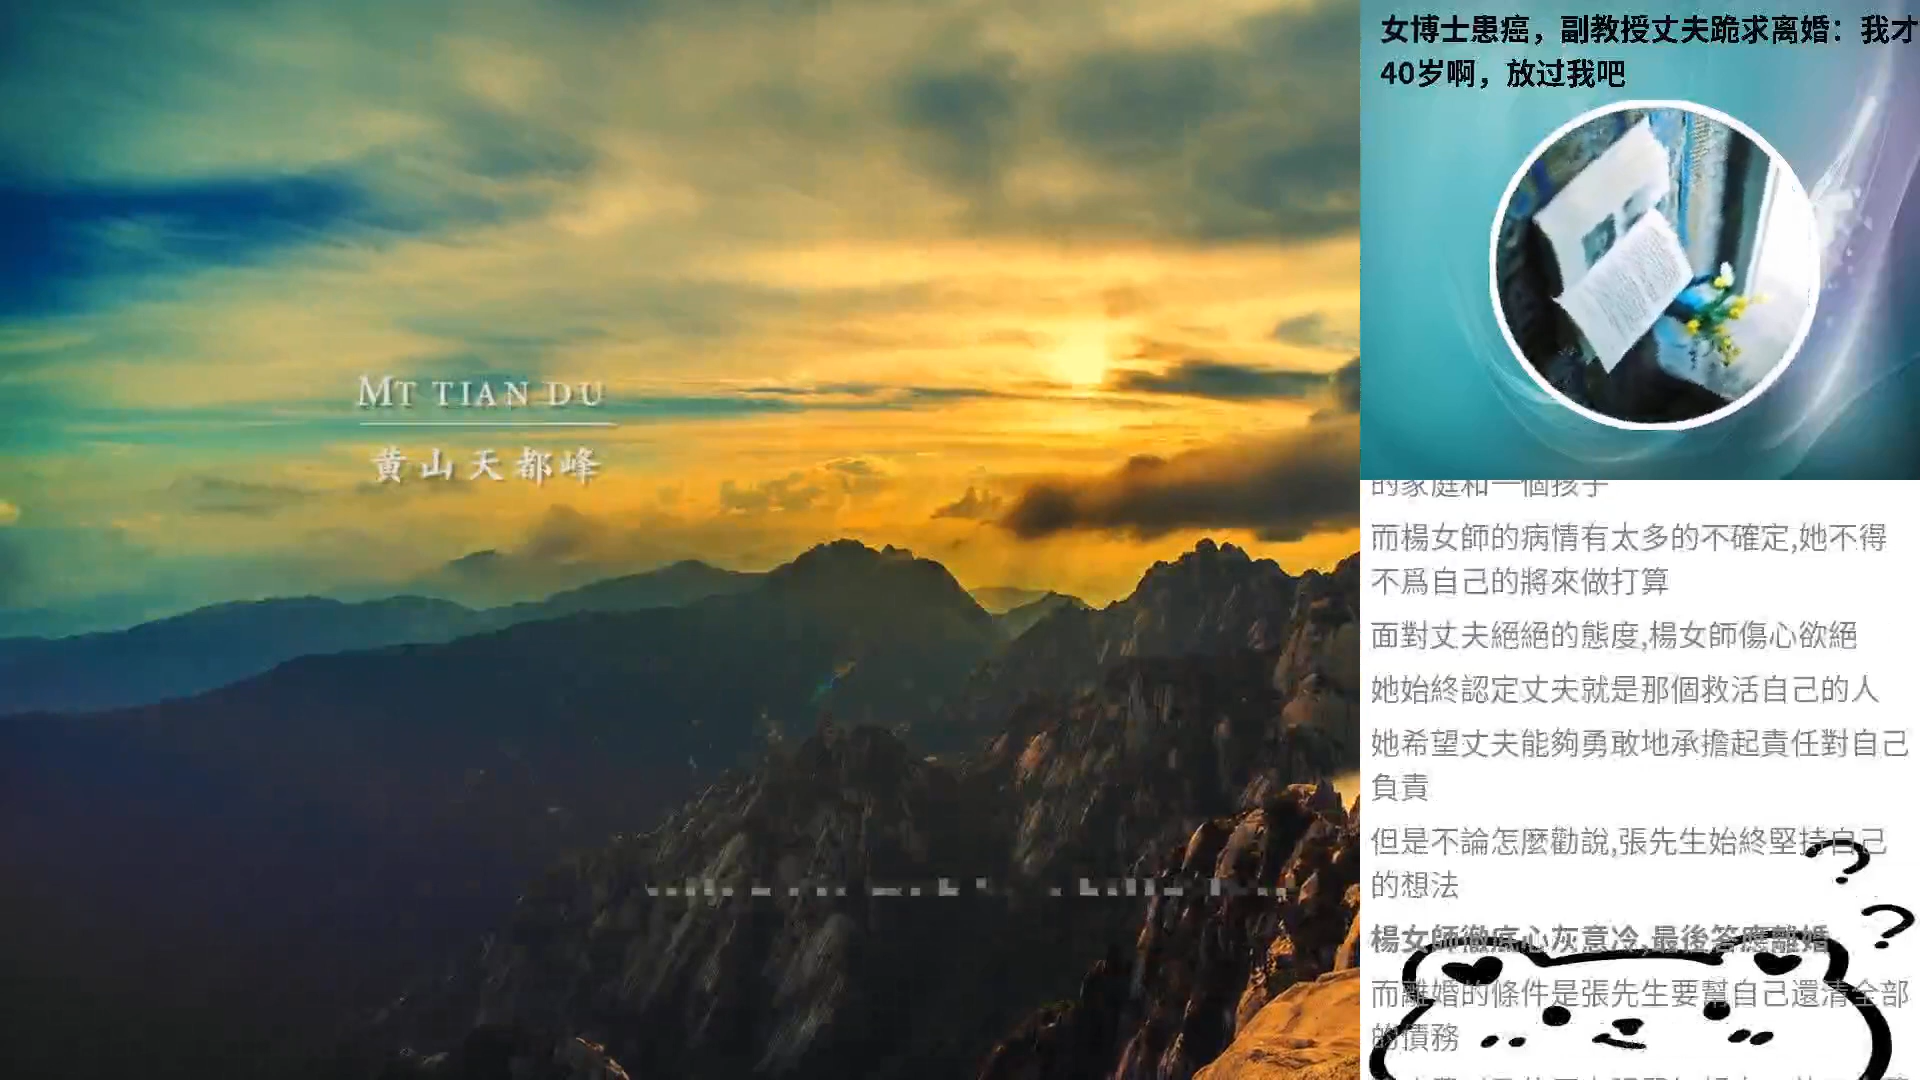 MT TIAN DU
黄山天都峰
女博士患癌，副教授丈夫跪求离婚：我才
40岁啊，放过我吧
的家庭和一個孩子
而楊女師的病情有太多的不確定,她不得
不爲自己的將來做打算
面對丈夫絕絕的態度,楊女師傷心欲絕
她始終認定丈夫就是那個救活自己的人
她希望丈夫能夠勇敢地承擔起責任對自己
負責
但是不論怎麼勸說,張先生始終堅持自己
的想法
楊女師徹底心灰意冷,最後答應離婚
而離婚的條件是張先生要幫自己還清全部
的債務